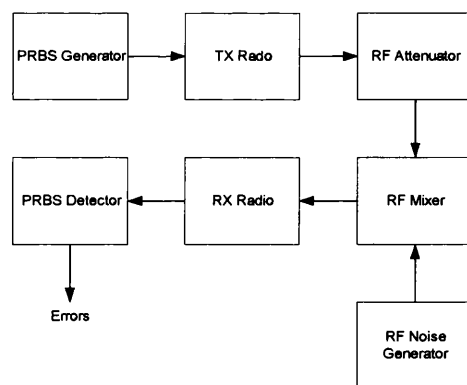 PRBS Generator
TX Rado
RF Attenuator
PRBS Detector
RX Radio
RF Mixer
Errors
RF Noise
Generator